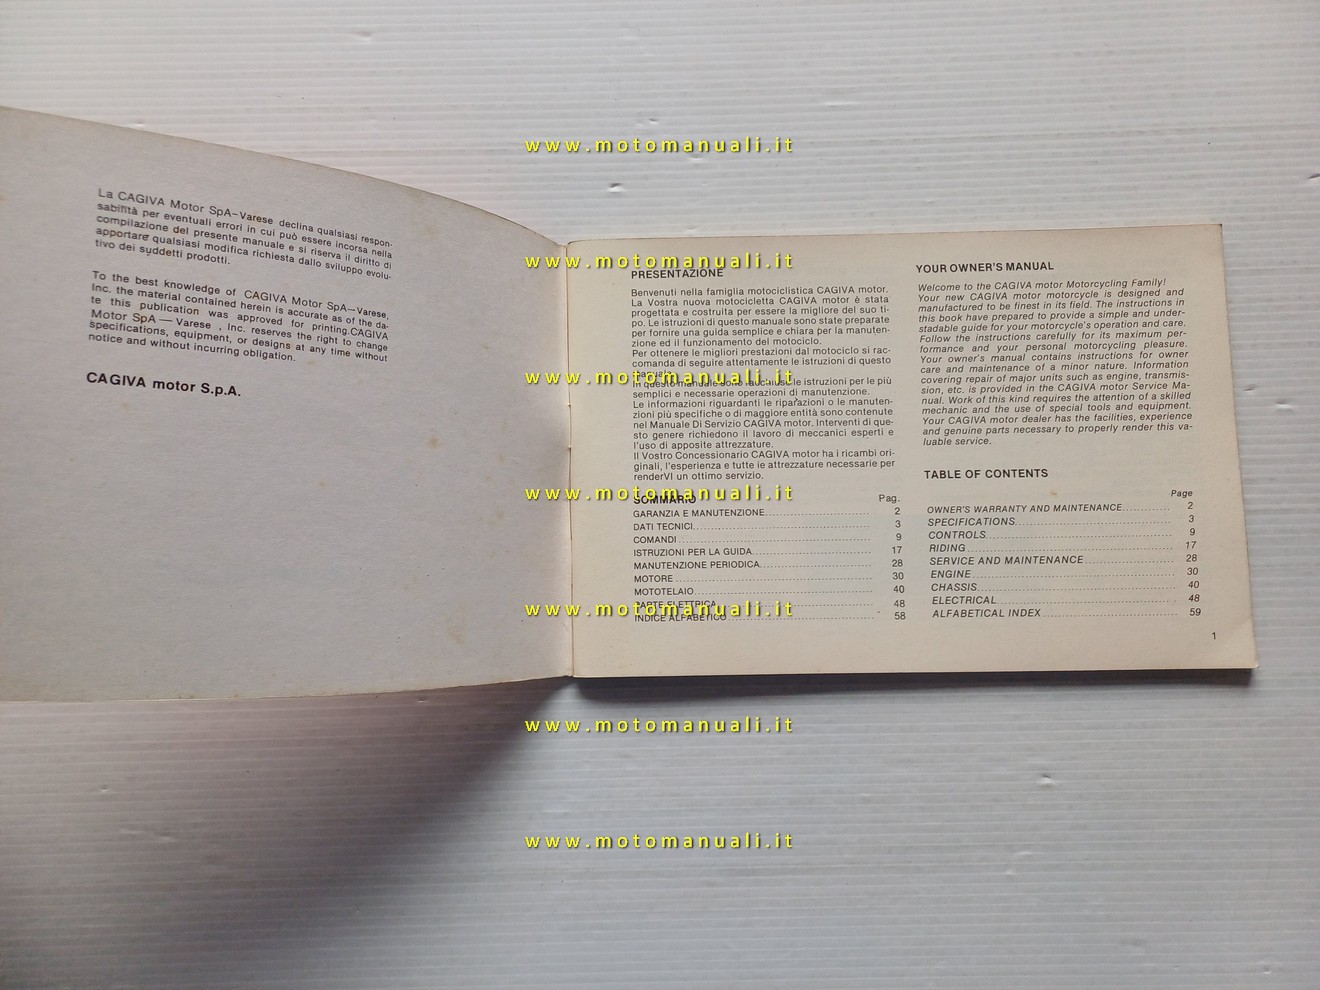 La CAGIVA Motor SpA–Varese declina qualsiasi respon-
sabilità per eventuali errori in cui può essere incorsa nella
compilazione del presente manuale e si riserva il diritto di
apportare qualsiasi modifica richiesta dallo sviluppo evolu-
tivo dei suddetti prodotti.
To the best knowledge of CAGIVA Motor SpA–Varese,
Inc. the material contained herein is accurate as of the da-
te this publication was approved for printing.CAGIVA
Motor SpA — Varese , Inc. reserves the right to change
specifications, equipment, or designs at any time without
notice and without incurring obligation.
CAGIVA motor S.p.A.
PRESENTAZIONE
Benvenuti nella famiglia motociclistica CAGIVA motor.
La Vostra nuova motocicletta CAGIVA motor è stata
progettata e costruita per essere la migliore del suo ti-
po. Le istruzioni di questo manuale sono state preparate
per fornire una guida semplice e chiara per la manuten-
zione ed il funzionamento del motociclo.
Per ottenere le migliori prestazioni dal motociclo si rac-
comanda di seguire attentamente le istruzioni di questo
manuale.
In questo manuale sono racchiuse le istruzioni per le più
semplici e necessarie operazioni di manutenzione.
Le informazioni riguardanti le riparazioni o le manuten-
zioni più specifiche o di maggiore entità sono contenute
nel Manuale Di Servizio CAGIVA motor. Interventi di que-
sto genere richiedono il lavoro di meccanici esperti e
l'uso di apposite attrezzature.
Il Vostro Concessionario CAGIVA motor ha i ricambi ori-
ginali, l'esperienza e tutte le attrezzature necessarie per
renderVI un ottimo servizio.
SOMMARIO Pag.
GARANZIA E MANUTENZIONE 2
DATI TECNICI 3
COMANDI 9
ISTRUZIONI PER LA GUIDA 17
MANUTENZIONE PERIODICA 28
MOTORE 30
MOTOTELAIO 40
PARTE ELETTRICA 48
INDICE ALFABETICO 58
YOUR OWNER'S MANUAL
Welcome to the CAGIVA motor Motorcycling Family!
Your new CAGIVA motor motorcycle is designed and
manufactured to be finest in its field. The instructions in
this book have prepared to provide a simple and under-
stadable guide for your motorcycle's operation and care.
Follow the instructions carefully for its maximum per-
formance and your personal motorcycling pleasure.
Your owner's manual contains instructions for owner
care and maintenance of a minor nature. Information
covering repair of major units such as engine, transmis-
sion, etc. is provided in the CAGIVA motor Service Ma-
nual. Work of this kind requires the attention of a skilled
mechanic and the use of special tools and equipment.
Your CAGIVA motor dealer has the facilities, experience
and genuine parts necessary to properly render this va-
luable service.
TABLE OF CONTENTS
Page
OWNER'S WARRANTY AND MAINTENANCE 2
SPECIFICATIONS 3
CONTROLS 9
RIDING 17
SERVICE AND MAINTENANCE 28
ENGINE 30
CHASSIS 40
ELECTRICAL 48
ALFABETICAL INDEX 59
1
www.motomanuali.it
www.motomanuali.it
www.motomanuali.it
www.motomanuali.it
www.motomanuali.it
www.motomanuali.it
www.motomanuali.it